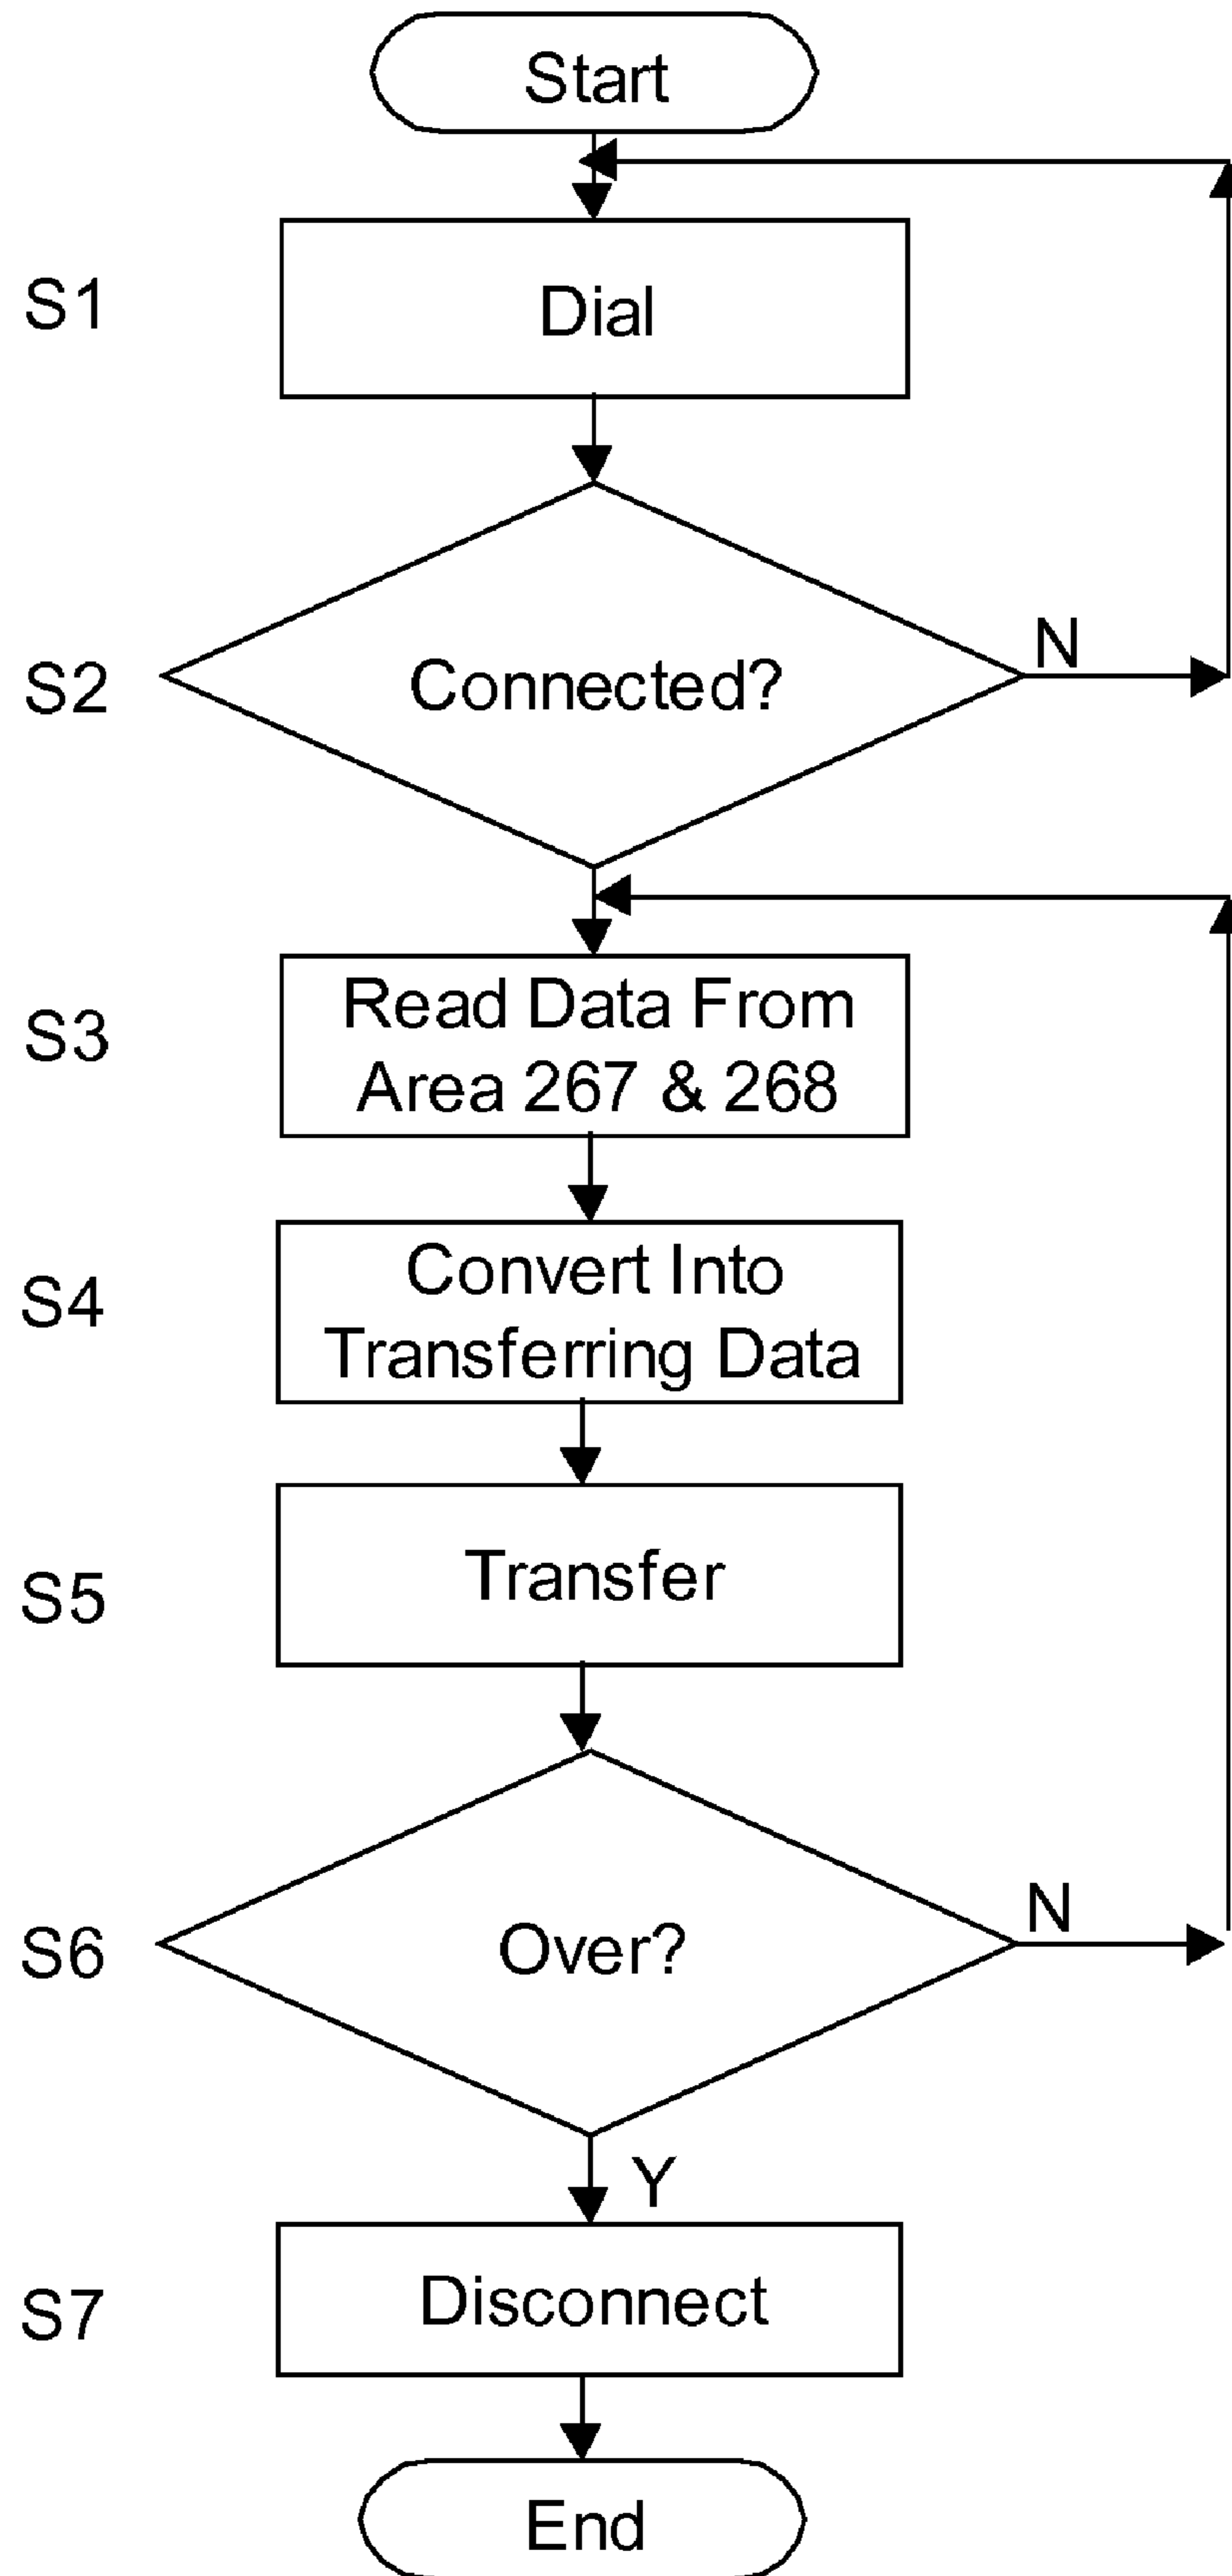 Start
S1
Dial
S2
Connected?
N
S3
Read Data From
Area 267 & 268
S4
Convert Into
Transferring Data
S5
Transfer
S6
Over?
N
Y
S7
Disconnect
End